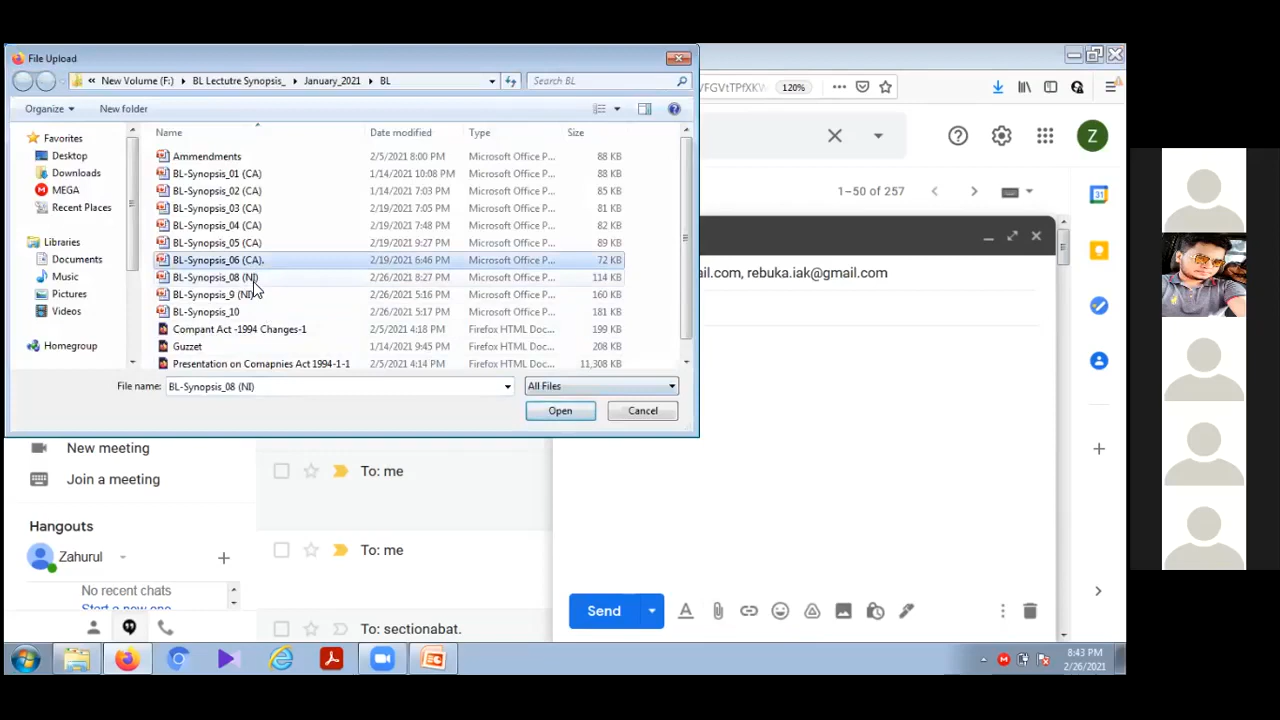 File Upload
« New Volume (F:) ▸ BL Lectutre Synopsis_ ▸ January_2021 ▸ BL
Search BL
Organize
New folder
Name
Date modified
Type
Size
Favorites
Desktop
Downloads
MEGA
Recent Places
Libraries
Documents
Music
Pictures
Videos
Homegroup
Ammendments 2/5/2021 8:00 PM Microsoft Office P... 88 KB
BL-Synopsis_01 (CA) 1/14/2021 10:08 PM Microsoft Office P... 88 KB
BL-Synopsis_02 (CA) 1/14/2021 7:03 PM Microsoft Office P... 85 KB
BL-Synopsis_03 (CA) 2/19/2021 7:05 PM Microsoft Office P... 81 KB
BL-Synopsis_04 (CA) 2/19/2021 7:48 PM Microsoft Office P... 82 KB
BL-Synopsis_05 (CA) 2/19/2021 9:27 PM Microsoft Office P... 89 KB
BL-Synopsis_06 (CA). 2/19/2021 6:46 PM Microsoft Office P... 72 KB
BL-Synopsis_08 (NI) 2/26/2021 8:27 PM Microsoft Office P... 114 KB
BL-Synopsis_9 (NI) 2/26/2021 5:16 PM Microsoft Office P... 160 KB
BL-Synopsis_10 2/26/2021 5:17 PM Microsoft Office P... 181 KB
Compant Act -1994 Changes-1 2/5/2021 4:18 PM Firefox HTML Doc... 199 KB
Guzzet 1/14/2021 9:45 PM Firefox HTML Doc... 165 KB
Presentation on Comapnies Act 1994-1-1 2/5/2021 4:14 PM Firefox HTML Doc... 11,308 KB
File name: BL-Synopsis_08 (NI)
All Files
Open
Cancel
120%
Z
1–50 of 257
ail.com, rebuka.iak@gmail.com
New meeting
Join a meeting
Hangouts
Zahurul
No recent chats
Start a new one
To: me
To: me
To: sectionabat.
Send
8:43 PM
2/26/2021